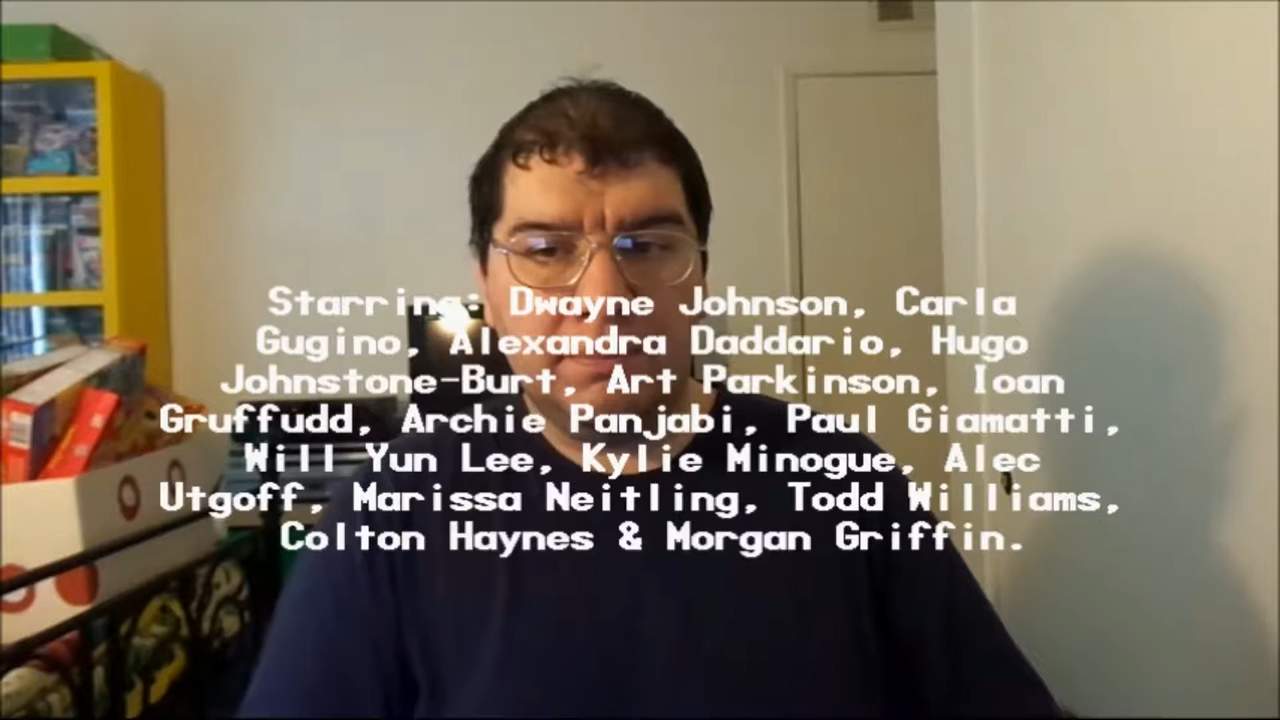 Starring: Dwayne Johnson, Carla
Gugino, Alexandra Daddario, Hugo
Johnstone-Burt, Art Parkinson, Ioan
Gruffudd, Archie Panjabi, Paul Giamatti,
Will Yun Lee, Kylie Minogue, Alec
Utgoff, Marissa Neitling, Todd Williams,
Colton Haynes & Morgan Griffin.